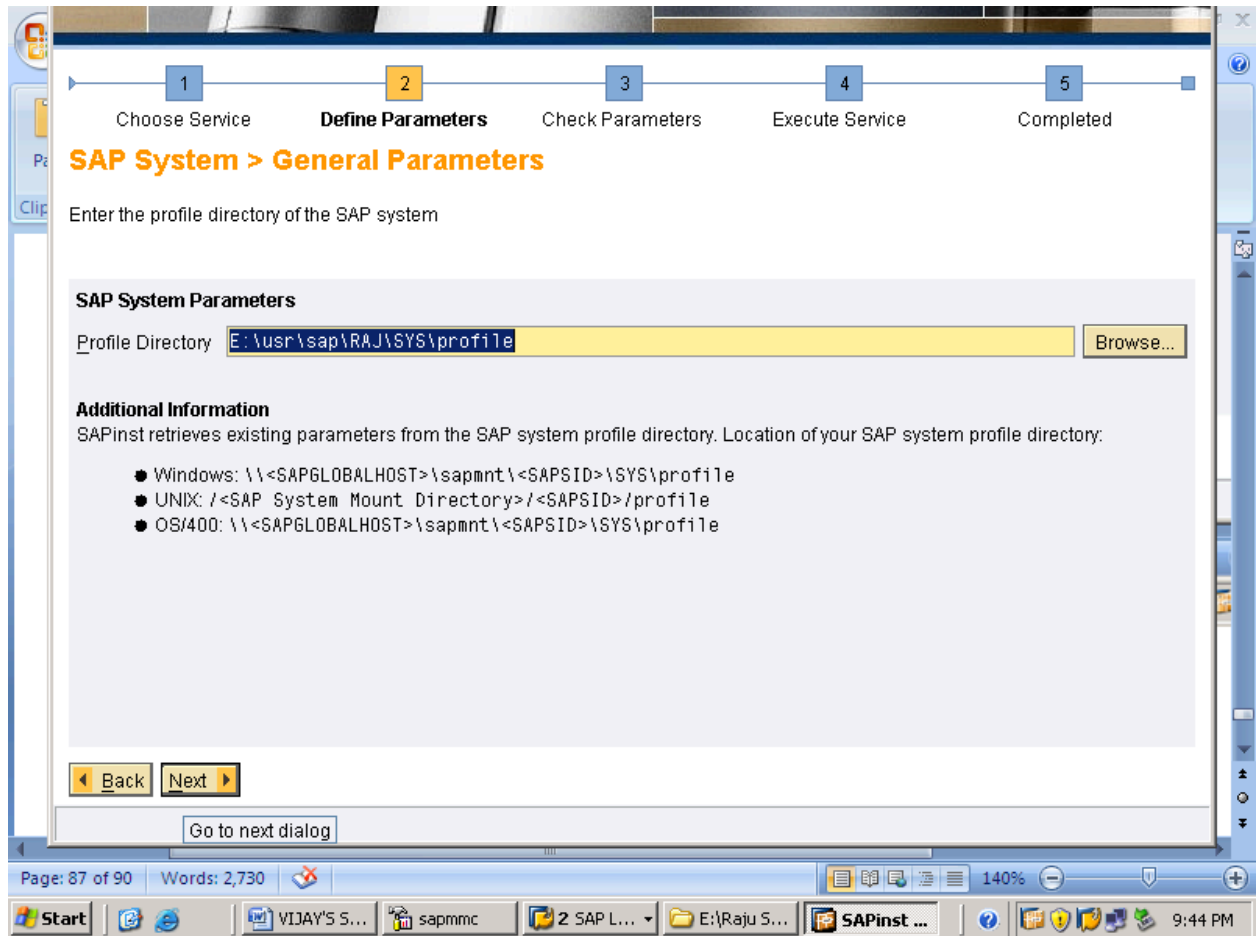 1 2 3 4 5
Choose Service Define Parameters Check Parameters Execute Service Completed
SAP System > General Parameters
Enter the profile directory of the SAP system
SAP System Parameters
Profile Directory E:\usr\sap\RAJ\SYS\profile Browse...
Additional Information
SAPinst retrieves existing parameters from the SAP system profile directory. Location of your SAP system profile directory:
Windows: \\<SAPGLOBALHOST>\sapmnt\<SAPSID>\SYS\profile
UNIX: /<SAP System Mount Directory>/<SAPSID>/profile
OS/400: \\<SAPGLOBALHOST>\sapmnt\<SAPSID>\SYS\profile
Back Next
Go to next dialog
Page: 87 of 90 Words: 2,730 140%
Start VIJAY'S S... sapmmc 2 SAP L... E:\Raju S... SAPinst ... 9:44 PM